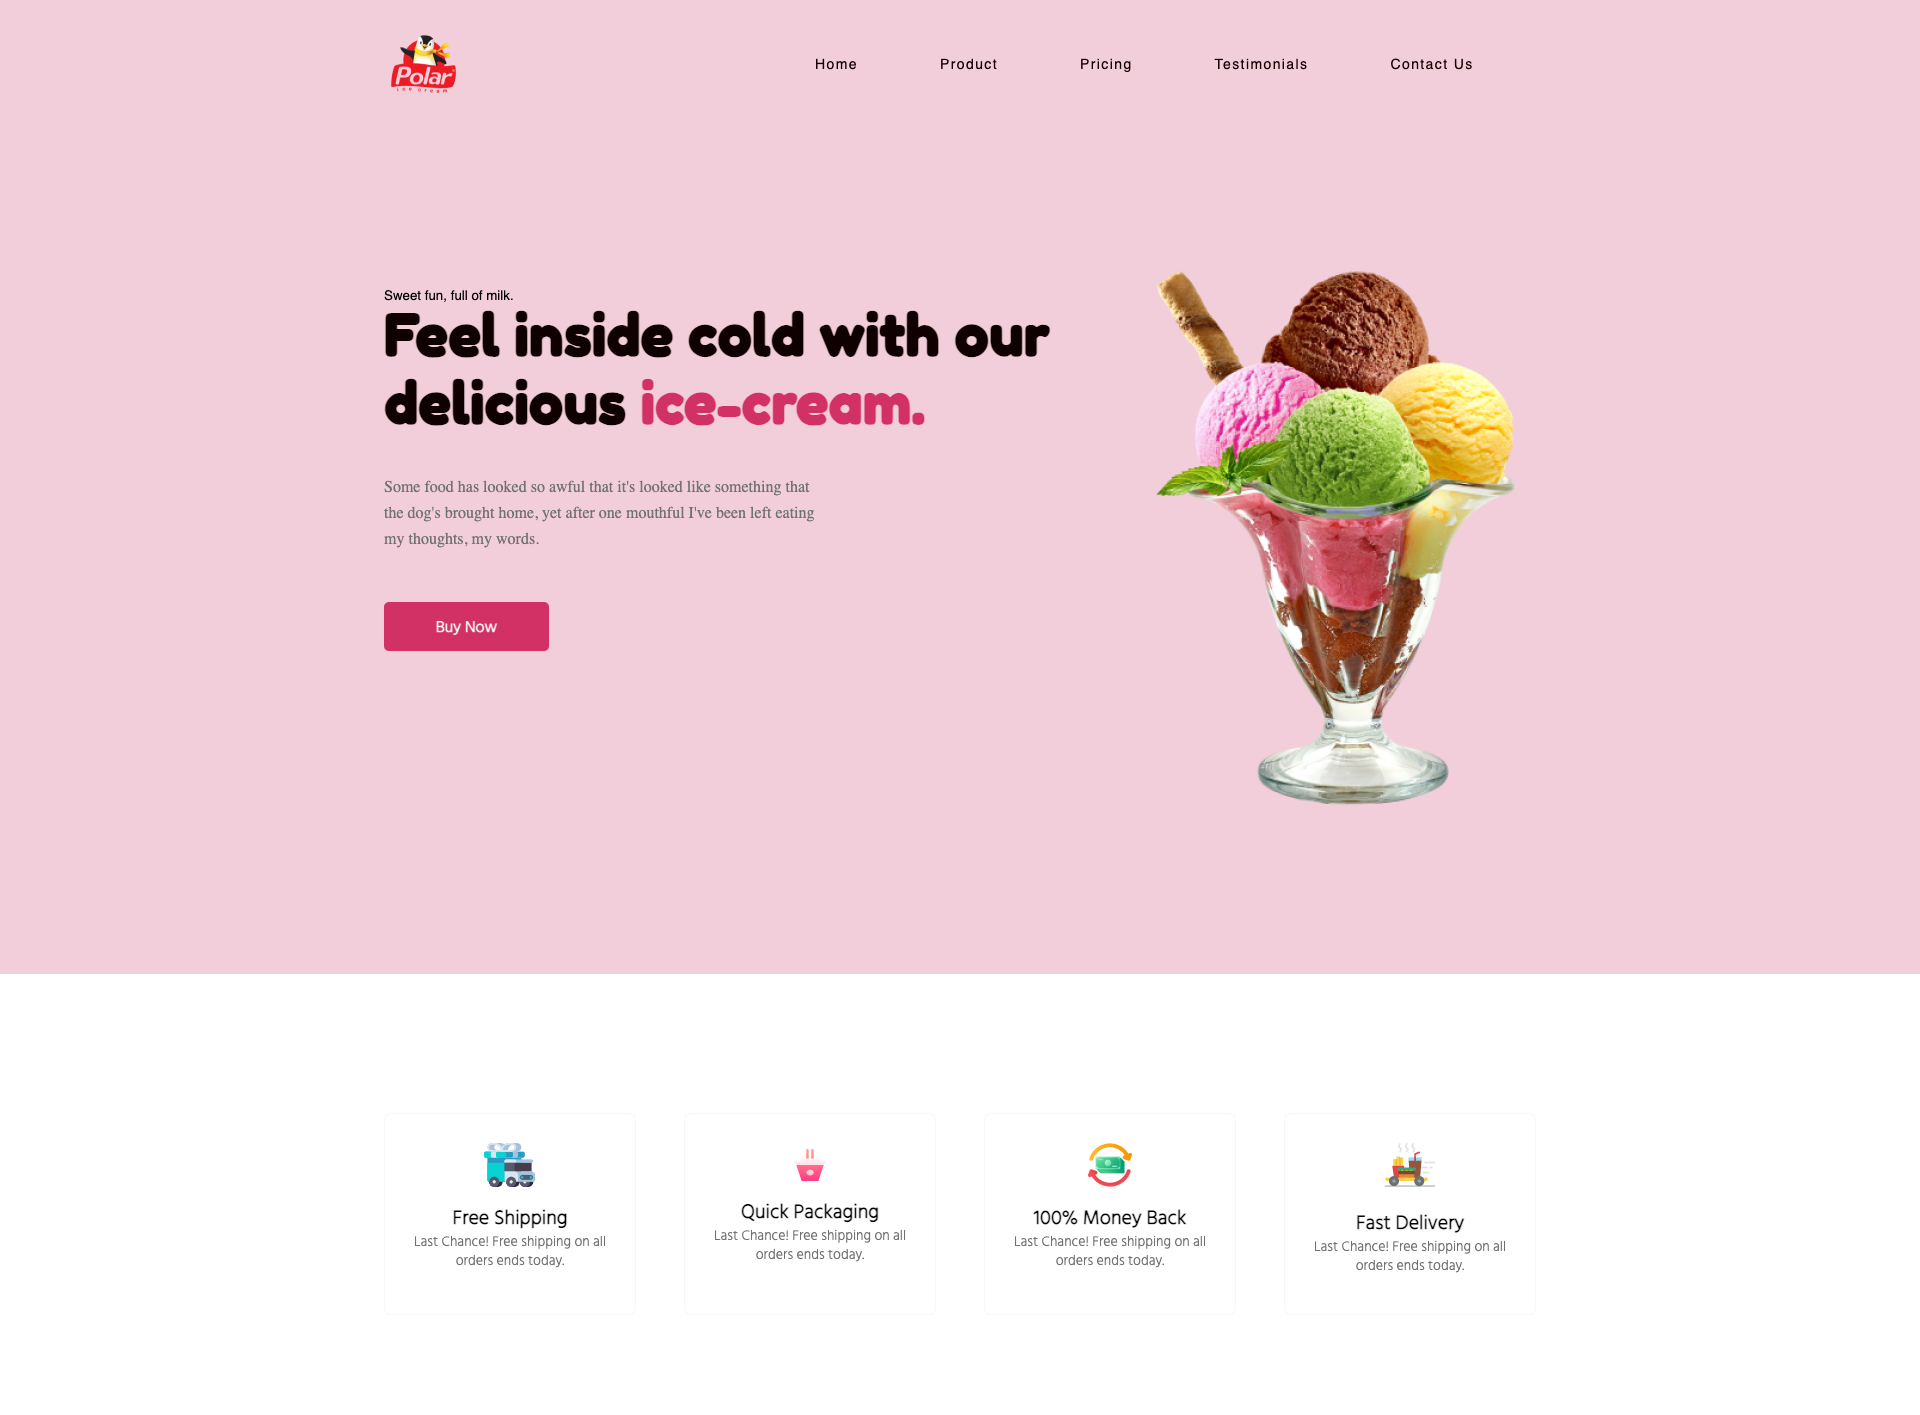 Polar
ice cream
Home
Product
Pricing
Testimonials
Contact Us
Sweet fun, full of milk.
Feel inside cold with our
delicious ice-cream.
Some food has looked so awful that it's looked like something that
the dog's brought home, yet after one mouthful I've been left eating
my thoughts, my words.
Buy Now
Free Shipping
Last Chance! Free shipping on all
orders ends today.
Quick Packaging
Last Chance! Free shipping on all
orders ends today.
100% Money Back
Last Chance! Free shipping on all
orders ends today.
Fast Delivery
Last Chance! Free shipping on all
orders ends today.